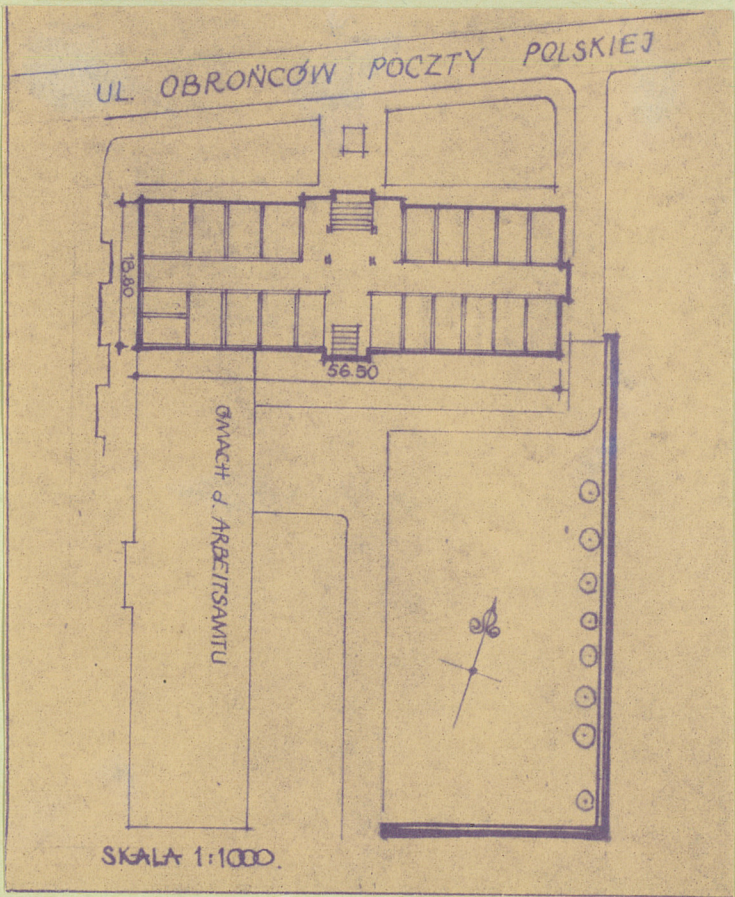 UL. OBROŃCÓW POCZTY POLSKIEJ
18.80
56.50
GMACH d. ARBEITSAMTU
SKALA 1:1000.